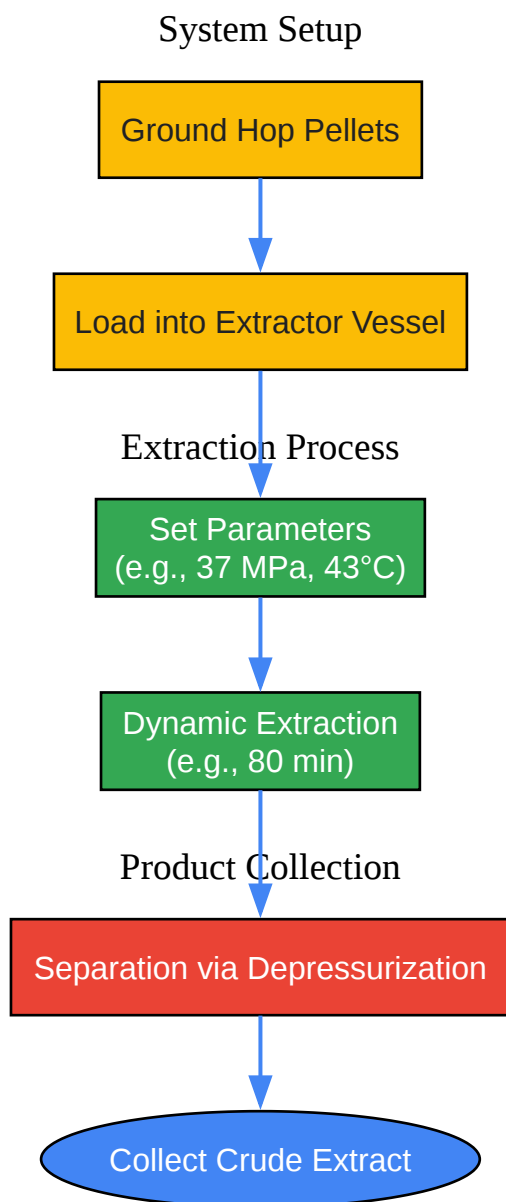 System Setup
Ground Hop Pellets
Load into Extractor Vessel
Extraction Process
Set Parameters
(e.g., 37 MPa, 43°C)
Dynamic Extraction
(e.g., 80 min)
Product Collection
Separation via Depressurization
Collect Crude Extract